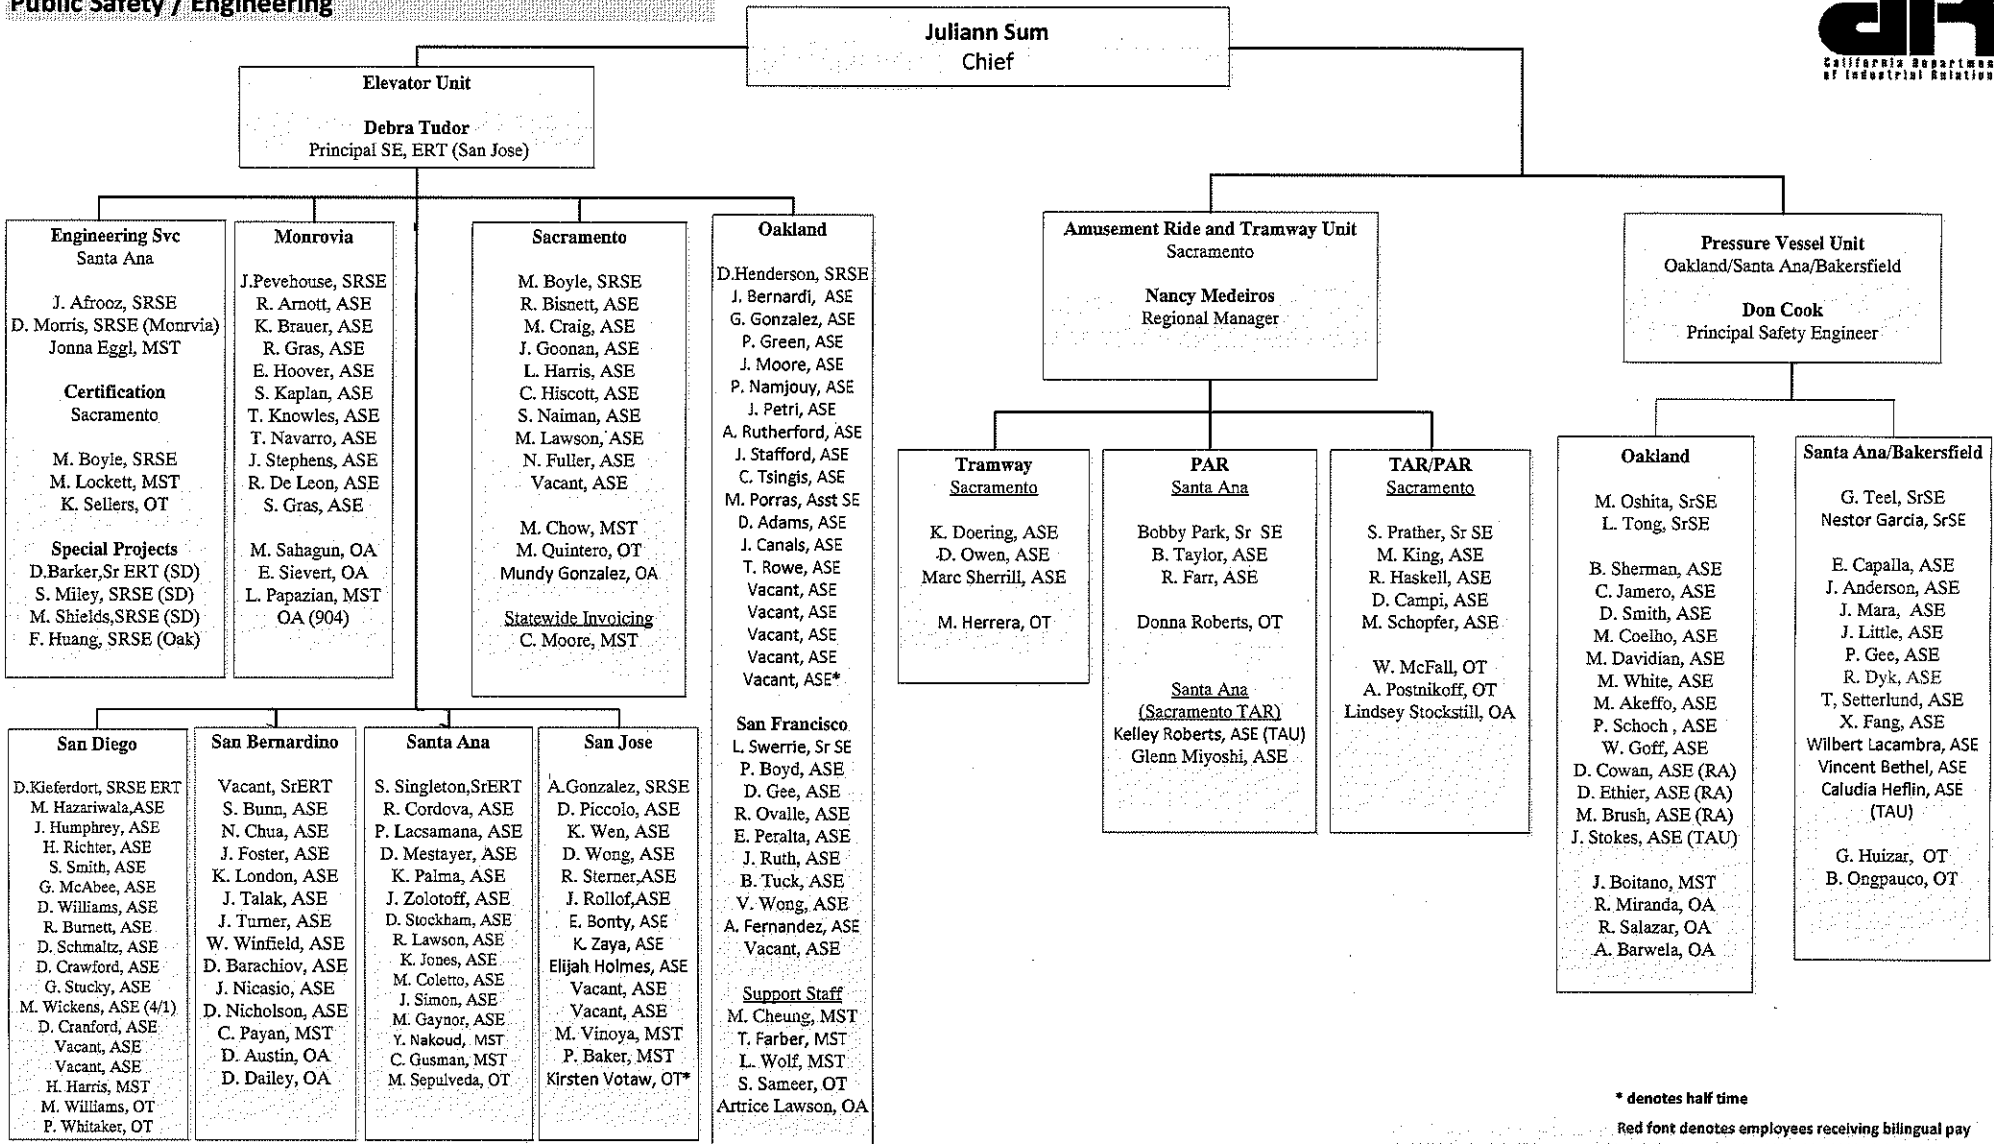 Public Safety / Engineering
Juliann Sum
Chief
California Departmen
of Industrial Relation
Elevator Unit
Debra Tudor
Principal SE, ERT (San Jose)
Engineering Svc
Santa Ana
J. Afrooz, SRSE
D. Morris, SRSE (Monrvia)
Jonna Eggl, MST
Certification
Sacramento
M. Boyle, SRSE
M. Lockett, MST
K. Sellers, OT
Special Projects
D.Barker,Sr ERT (SD)
S. Miley, SRSE (SD)
M. Shields,SRSE (SD)
F. Huang, SRSE (Oak)
Monrovia
J.Pevehouse, SRSE
R. Arnott, ASE
K. Brauer, ASE
R. Gras, ASE
E. Hoover, ASE
S. Kaplan, ASE
T. Knowles, ASE
T. Navarro, ASE
J. Stephens, ASE
R. De Leon, ASE
S. Gras, ASE
M. Sahagun, OA
E. Sievert, OA
L. Papazian, MST
OA (904)
Sacramento
M. Boyle, SRSE
R. Bisnett, ASE
M. Craig, ASE
J. Goonan, ASE
L. Harris, ASE
C. Hiscott, ASE
S. Naiman, ASE
M. Lawson, ASE
N. Fuller, ASE
Vacant, ASE
M. Chow, MST
M. Quintero, OT
Mundy Gonzalez, OA
Statewide Invoicing
C. Moore, MST
Oakland
D.Henderson, SRSE
J. Bernardi, ASE
G. Gonzalez, ASE
P. Green, ASE
J. Moore, ASE
P. Namjouy, ASE
J. Petri, ASE
A. Rutherford, ASE
J. Stafford, ASE
C. Tsingis, ASE
M. Porras, Asst SE
D. Adams, ASE
J. Canals, ASE
T. Rowe, ASE
Vacant, ASE
Vacant, ASE
Vacant, ASE
Vacant, ASE
Vacant, ASE*
San Francisco
L. Swerrie, Sr SE
P. Boyd, ASE
D. Gee, ASE
R. Ovalle, ASE
E. Peralta, ASE
J. Ruth, ASE
B. Tuck, ASE
V. Wong, ASE
A. Fernandez, ASE
Vacant, ASE
Support Staff
M. Cheung, MST
T. Farber, MST
L. Wolf, MST
S. Sameer, OT
Artrice Lawson, OA
San Diego
D.Kieferdort, SRSE ERT
M. Hazariwala,ASE
J. Humphrey, ASE
H. Richter, ASE
S. Smith, ASE
G. McAbee, ASE
D. Williams, ASE
R. Burnett, ASE
D. Schmaltz, ASE
D. Crawford, ASE
G. Stucky, ASE
M. Wickens, ASE (4/1)
D. Cranford, ASE
Vacant, ASE
Vacant, ASE
H. Harris, MST
M. Williams, OT
P. Whitaker, OT
San Bernardino
Vacant, SrERT
S. Bunn, ASE
N. Chua, ASE
J. Foster, ASE
K. London, ASE
J. Talak, ASE
J. Turner, ASE
W. Winfield, ASE
D. Barachiov, ASE
J. Nicasio, ASE
D. Nicholson, ASE
C. Payan, MST
D. Austin, OA
D. Dailey, OA
Santa Ana
S. Singleton,SrERT
R. Cordova, ASE
P. Lacsamana, ASE
D. Mestayer, ASE
K. Palma, ASE
J. Zolotoff, ASE
D. Stockham, ASE
R. Lawson, ASE
K. Jones, ASE
M. Coletto, ASE
J. Simon, ASE
M. Gaynor, ASE
Y. Nakoud, MST
C. Gusman, MST
M. Sepulveda, OT
San Jose
A.Gonzalez, SRSE
D. Piccolo, ASE
K. Wen, ASE
D. Wong, ASE
R. Sterner,ASE
J. Rollof,ASE
E. Bonty, ASE
K. Zaya, ASE
Elijah Holmes, ASE
Vacant, ASE
Vacant, ASE
M. Vinoya, MST
P. Baker, MST
Kirsten Votaw, OT*
Amusement Ride and Tramway Unit
Sacramento
Nancy Medeiros
Regional Manager
Tramway
Sacramento
K. Doering, ASE
D. Owen, ASE
Marc Sherrill, ASE
M. Herrera, OT
PAR
Santa Ana
Bobby Park, Sr SE
B. Taylor, ASE
R. Farr, ASE
Donna Roberts, OT
Santa Ana
(Sacramento TAR)
Kelley Roberts, ASE (TAU)
Glenn Miyoshi, ASE
TAR/PAR
Sacramento
S. Prather, Sr SE
M. King, ASE
R. Haskell, ASE
D. Campi, ASE
M. Schopfer, ASE
W. McFall, OT
A. Postnikoff, OT
Lindsey Stockstill, OA
Pressure Vessel Unit
Oakland/Santa Ana/Bakersfield
Don Cook
Principal Safety Engineer
Oakland
M. Oshita, SrSE
L. Tong, SrSE
B. Sherman, ASE
C. Jamero, ASE
D. Smith, ASE
M. Coelho, ASE
M. Davidian, ASE
M. White, ASE
M. Akeffo, ASE
P. Schoch , ASE
W. Goff, ASE
D. Cowan, ASE (RA)
D. Ethier, ASE (RA)
M. Brush, ASE (RA)
J. Stokes, ASE (TAU)
J. Boitano, MST
R. Miranda, OA
R. Salazar, OA
A. Barwela, OA
Santa Ana/Bakersfield
G. Teel, SrSE
Nestor Garcia, SrSE
E. Capalla, ASE
J. Anderson, ASE
J. Mara, ASE
J. Little, ASE
P. Gee, ASE
R. Dyk, ASE
T, Setterlund, ASE
X. Fang, ASE
Wilbert Lacambra, ASE
Vincent Bethel, ASE
Caludia Heflin, ASE
(TAU)
G. Huizar, OT
B. Ongpauco, OT
* denotes half time
Red font denotes employees receiving bilingual pay